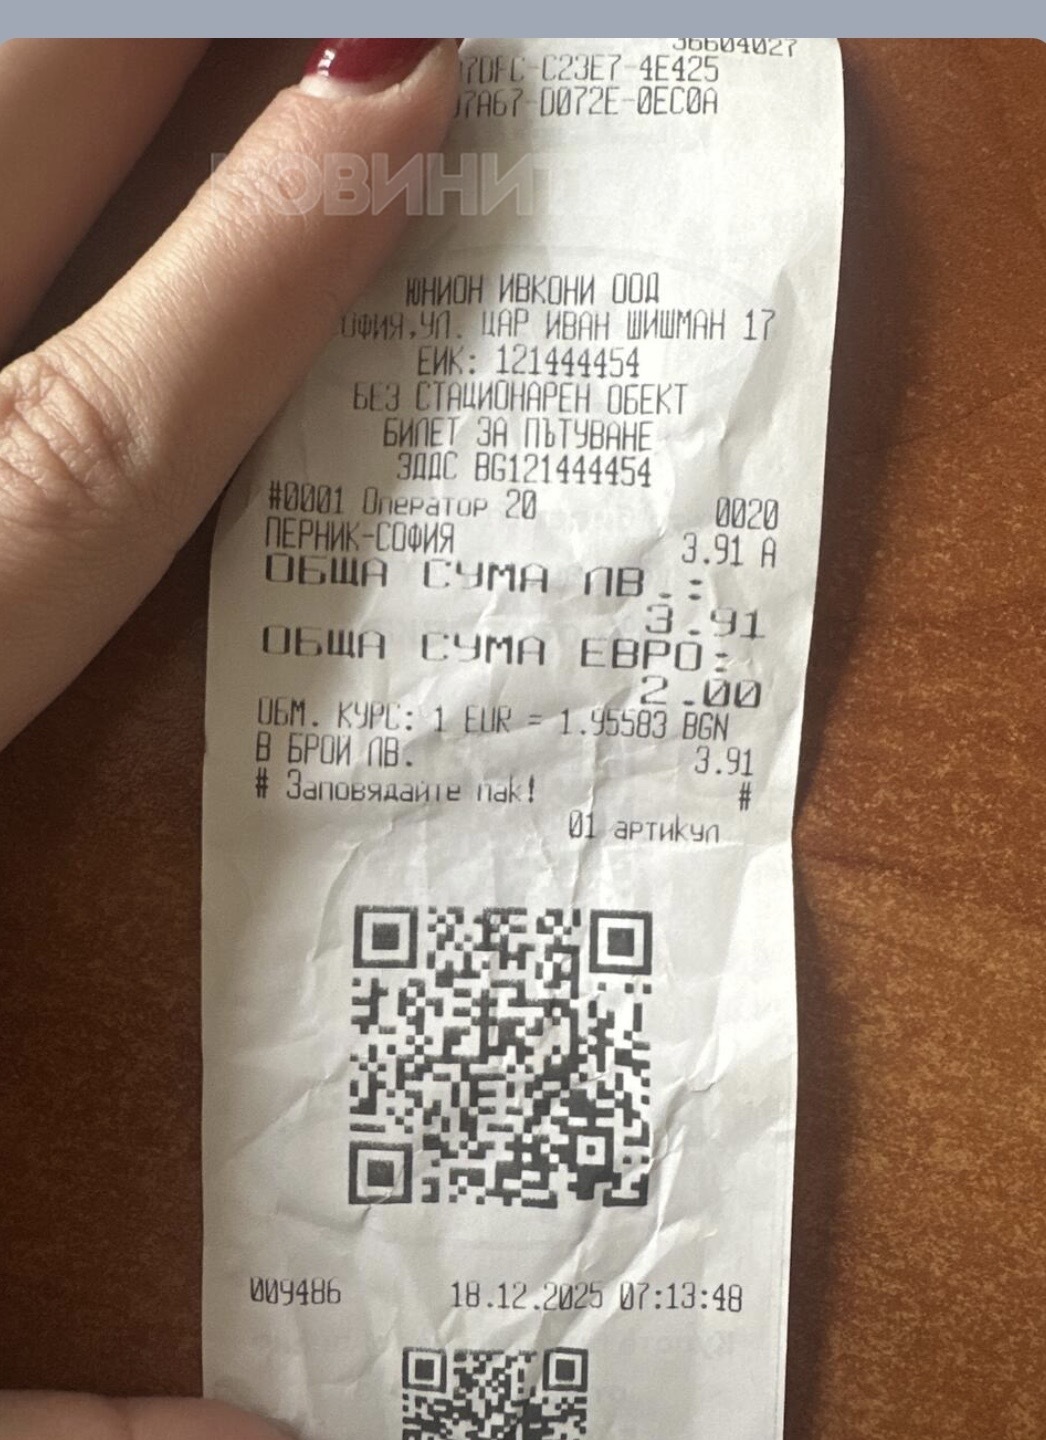 36604027
7DFC-C23E7-4E425
7A67-D072E-0EC0A
НОВИНИ
ЮНИОН ИВКОНИ ООД
УЛ. ЦАР ИВАН ШИШМАН 17
ЕИК: 121444454
БЕЗ СТАЦИОНАРЕН ОБЕКТ
БИЛЕТ ЗА ПЪТУВАНЕ
ЗДДС BG121444454
#0001 Оператор 20 0020
ПЕРНИК-СОФИЯ 3.91 А
ОБЩА СУМА ЛВ.:
3.91
ОБЩА СУМА ЕВРО:
2.00
ОБМ. КУРС: 1 EUR = 1.95583 BGN
В БРОЙ ЛВ. 3.91
# Заповядайте пак! #
01 артикул
009486 18.12.2025 07:13:48